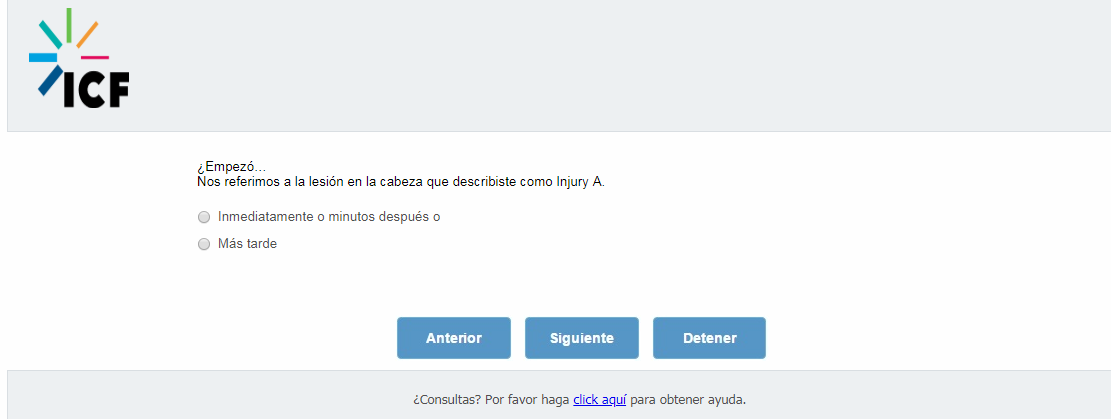 ICF
¿Empezó...
Nos referimos a la lesión en la cabeza que describiste como Injury A.
Inmediatamente o minutos después o
Más tarde
Anterior
Siguiente
Detener
¿Consultas? Por favor haga click aquí para obtener ayuda.